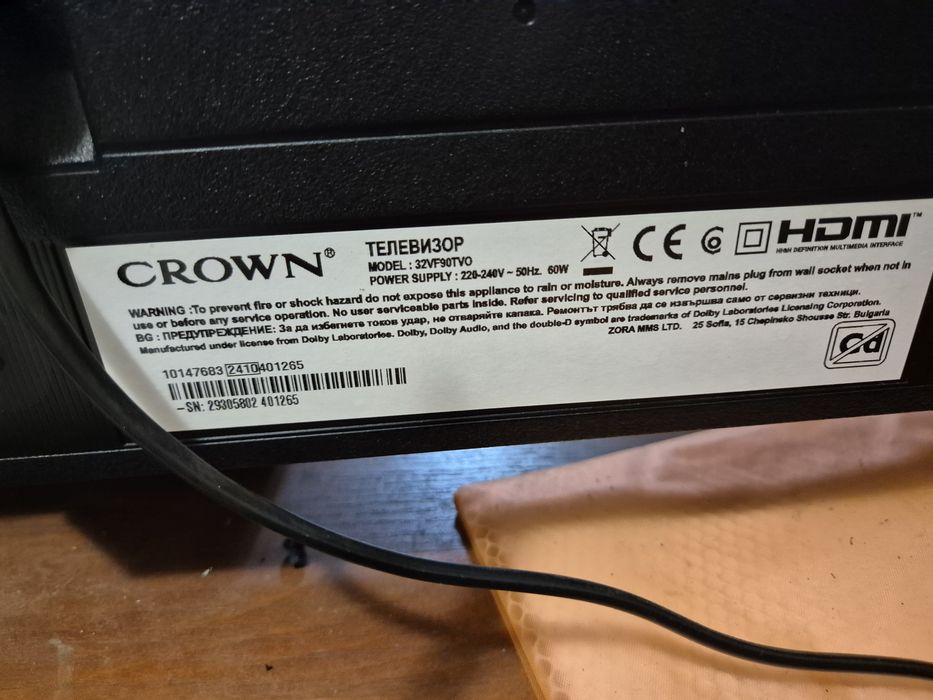 CROWN®
ТЕЛЕВИЗОР
MODEL : 32VF90TVO
POWER SUPPLY : 220-240V ~ 50Hz. 60W
CE
HDMI™
HIGH DEFINITION MULTIMEDIA INTERFACE
WARNING :To prevent fire or shock hazard do not expose this appliance to rain or moisture. Always remove mains plug from wall socket when not in
use or before any service operation. No user serviceable parts inside. Refer servicing to qualified service personnel.
BG : ПРЕДУПРЕЖДЕНИЕ: За да избегнете токов удар, не отваряйте капака. Ремонтът трябва да се извършва само от сервизни техници.
Manufactured under license from Dolby Laboratories. Dolby, Dolby Audio, and the double-D symbol are trademarks of Dolby Laboratories Licensing Corporation.
ZORA MMS LTD. 25 Sofia, 15 Chepinsko Shousse Str. Bulgaria
10147683 2410 401265
-SN: 29305802 401265